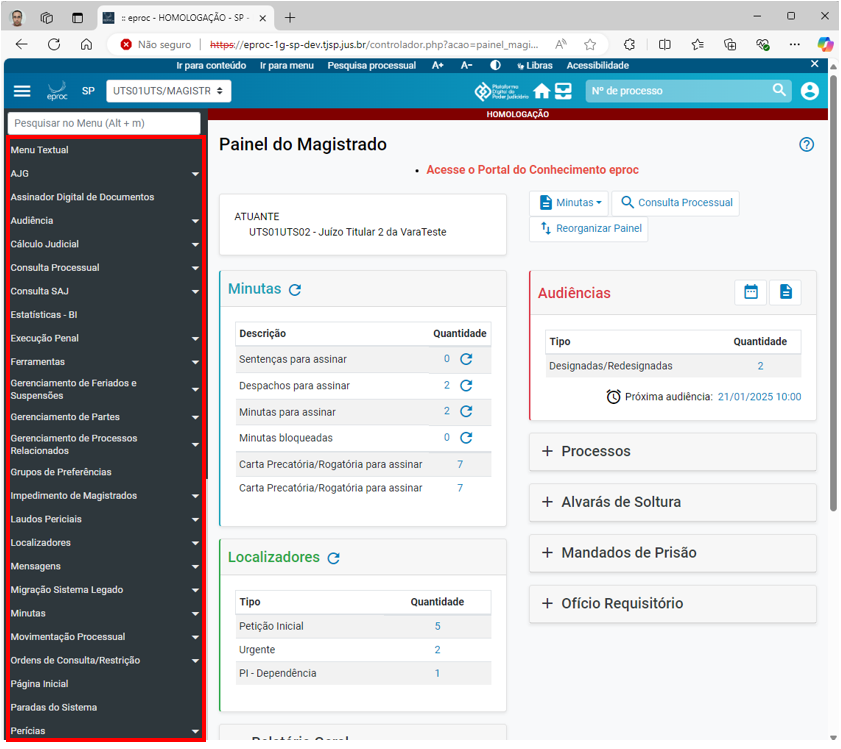 :: eproc - HOMOLOGAÇÃO - SP -
Não seguro
https://eproc-1g-sp-dev.tjsp.jus.br/controlador.php?acao=painel_magi...
Ir para conteúdo Ir para menu Pesquisa processual A+ A- Libras Acessibilidade
eproc SP UTS01UTS/MAGISTR Plataforma Digital do Poder Judiciário Nº de processo
HOMOLOGAÇÃO
Pesquisar no Menu (Alt + m)
Menu Textual
AJG
Assinador Digital de Documentos
Audiência
Cálculo Judicial
Consulta Processual
Consulta SAJ
Estatísticas - BI
Execução Penal
Ferramentas
Gerenciamento de Feriados e
Suspensões
Gerenciamento de Partes
Gerenciamento de Processos
Relacionados
Grupos de Preferências
Impedimento de Magistrados
Laudos Periciais
Localizadores
Mensagens
Migração Sistema Legado
Minutas
Movimentação Processual
Ordens de Consulta/Restrição
Página Inicial
Paradas do Sistema
Perícias
Painel do Magistrado
• Acesse o Portal do Conhecimento eproc
ATUANTE
UTS01UTS02 - Juízo Titular 2 da VaraTeste
Minutas
Consulta Processual
Reorganizar Painel
Minutas
Descrição Quantidade
Sentenças para assinar 0
Despachos para assinar 2
Minutas para assinar 2
Minutas bloqueadas 0
Carta Precatória/Rogatória para assinar 7
Carta Precatória/Rogatória para assinar 7
Localizadores
Tipo Quantidade
Petição Inicial 5
Urgente 2
PI - Dependência 1
Relatório Geral
Audiências
Tipo Quantidade
Designadas/Redesignadas 2
Próxima audiência: 21/01/2025 10:00
+ Processos
+ Alvarás de Soltura
+ Mandados de Prisão
+ Ofício Requisitório